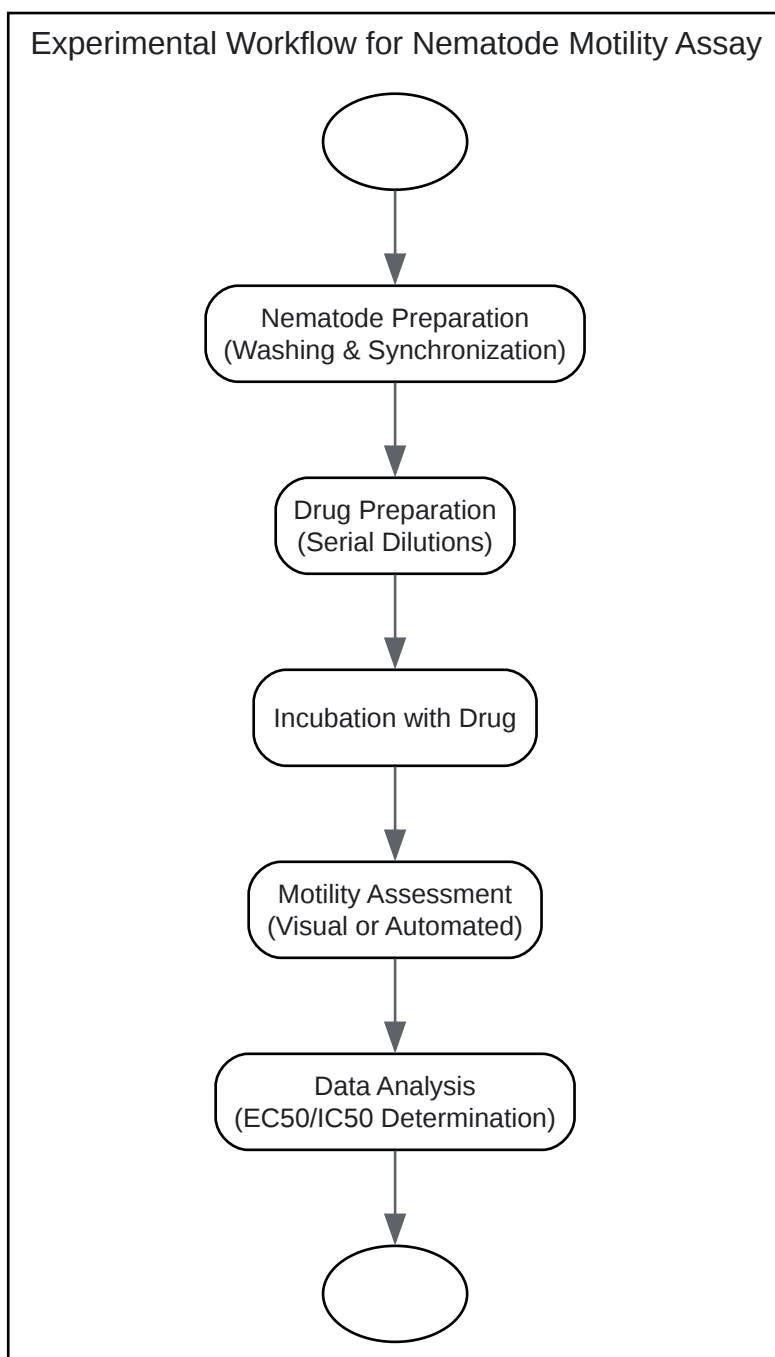 Experimental Workflow for Nematode Motility Assay
Nematode Preparation
(Washing & Synchronization)
Drug Preparation
(Serial Dilutions)
Incubation with Drug
Motility Assessment
(Visual or Automated)
Data Analysis
(EC50/IC50 Determination)